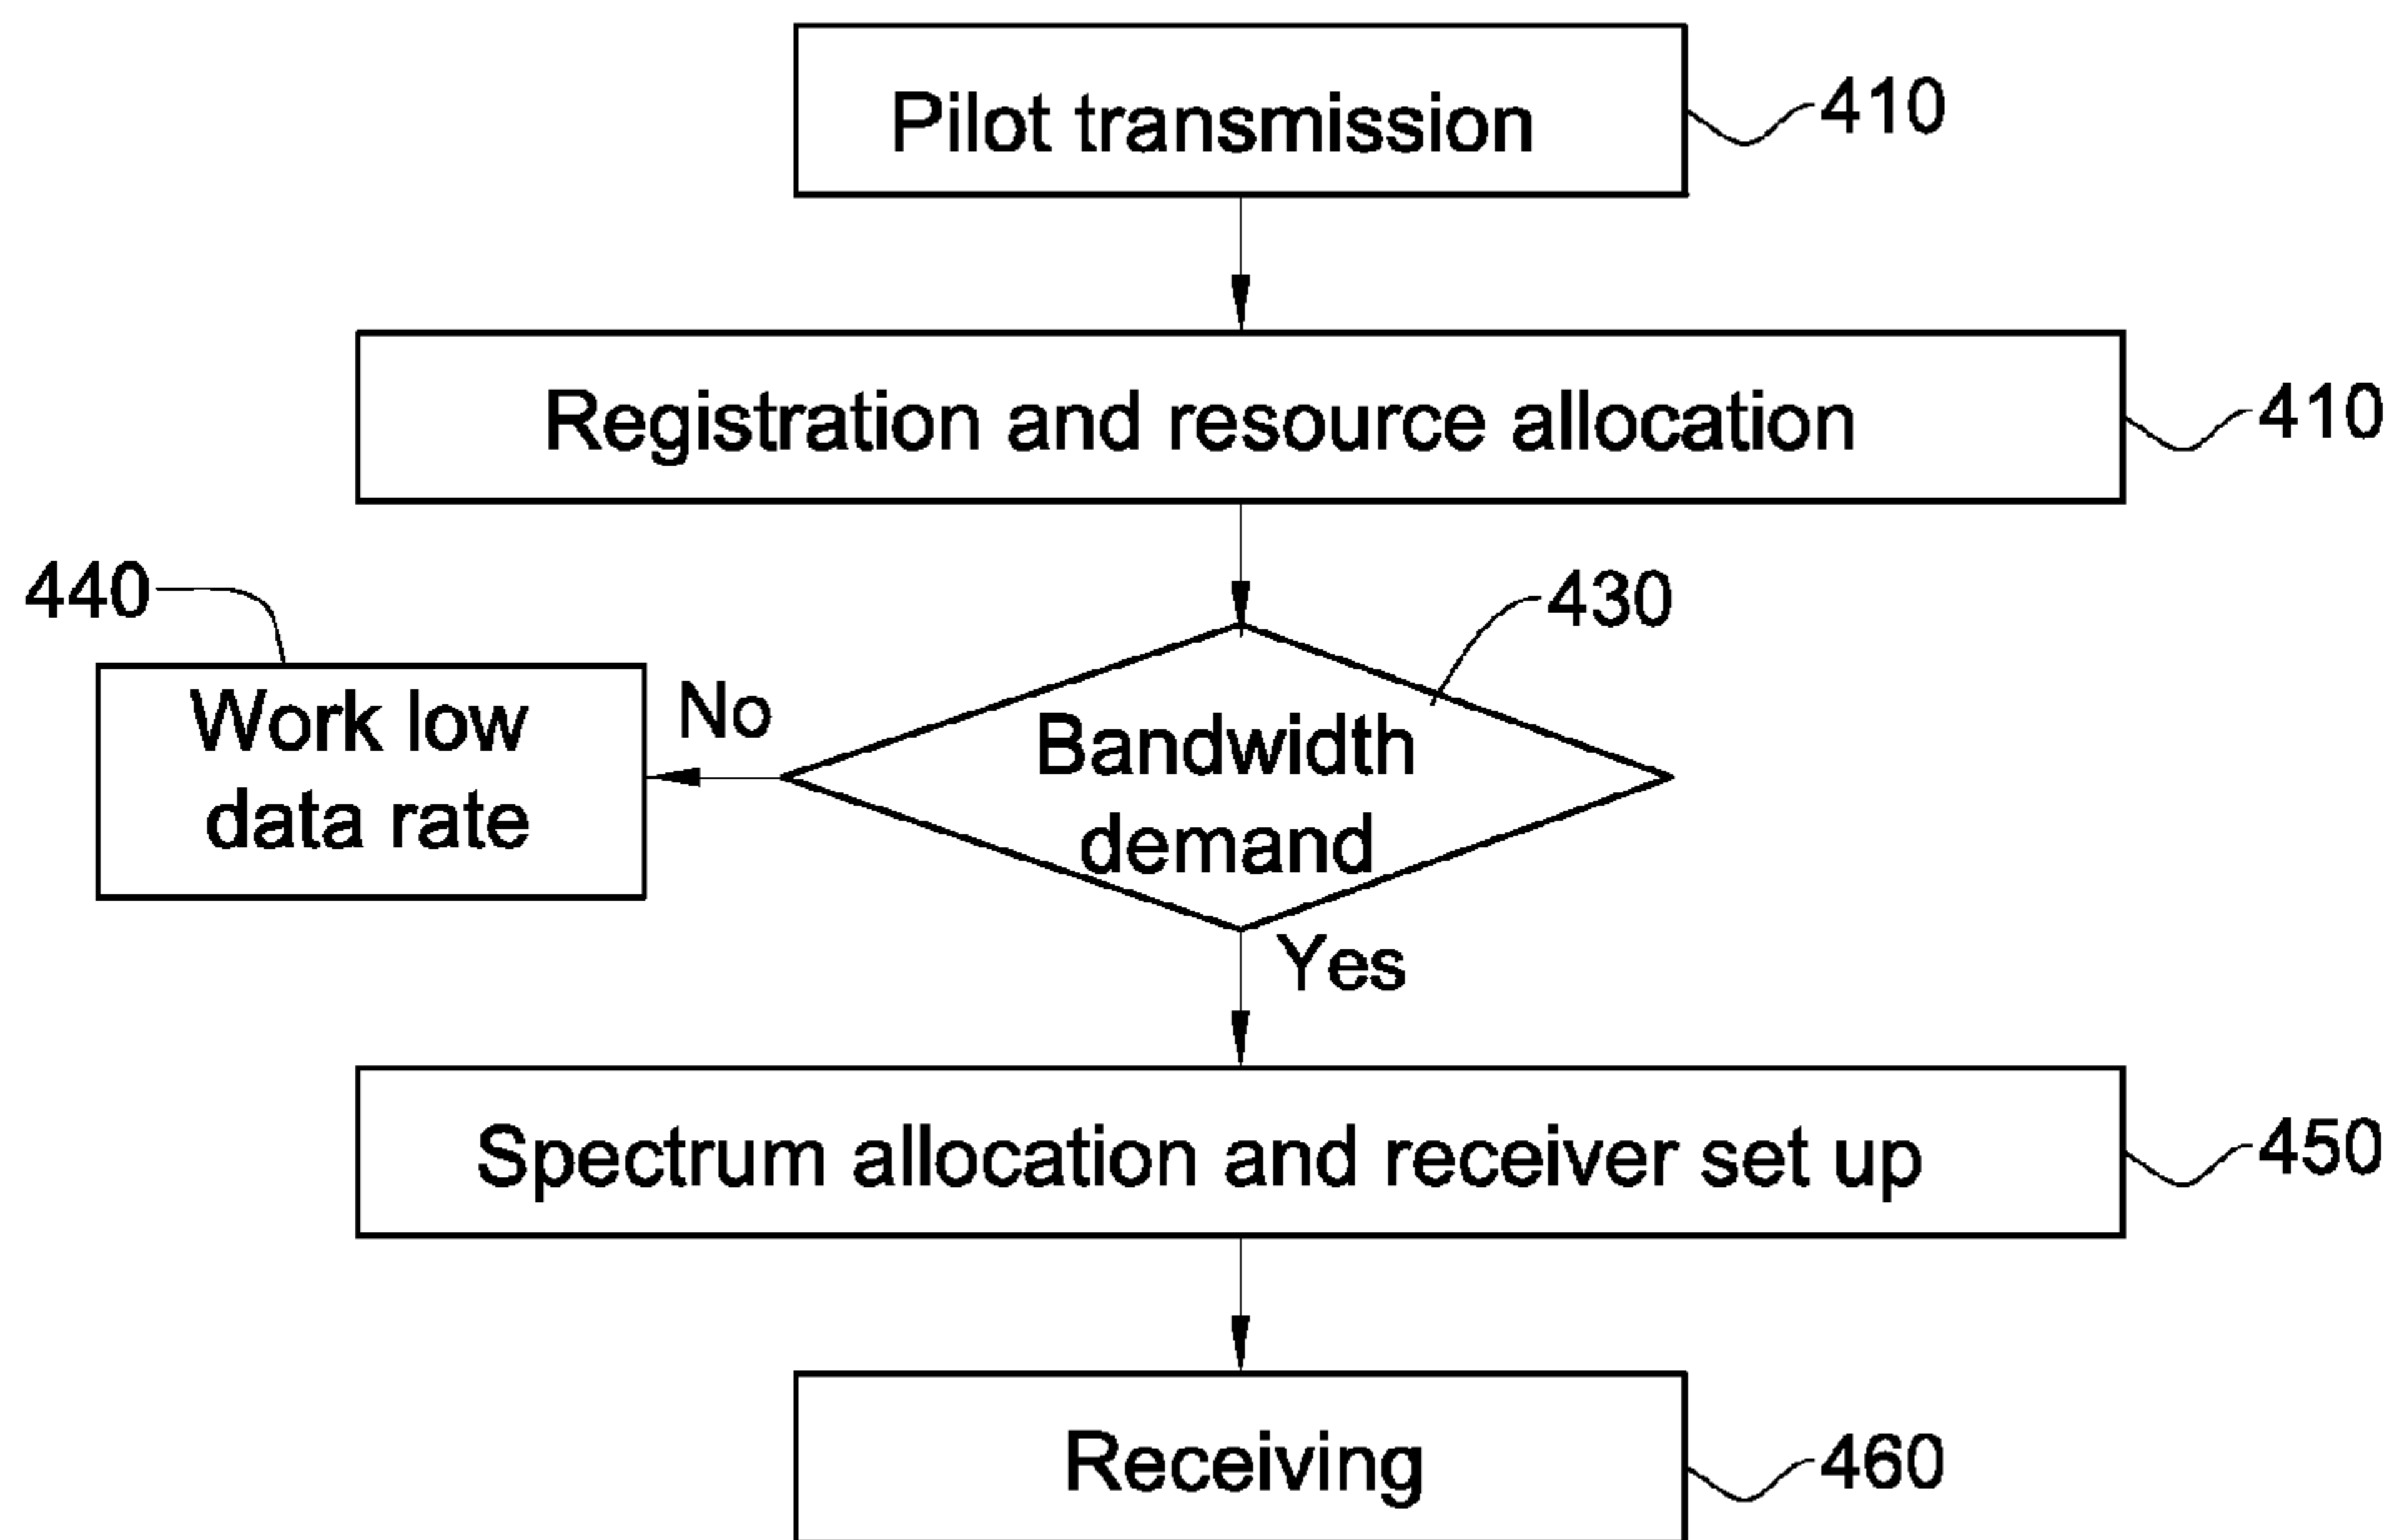 Pilot transmission
410
Registration and resource allocation
410
440
430
Work low
data rate
No
Bandwidth
demand
Yes
Spectrum allocation and receiver set up
450
Receiving
460